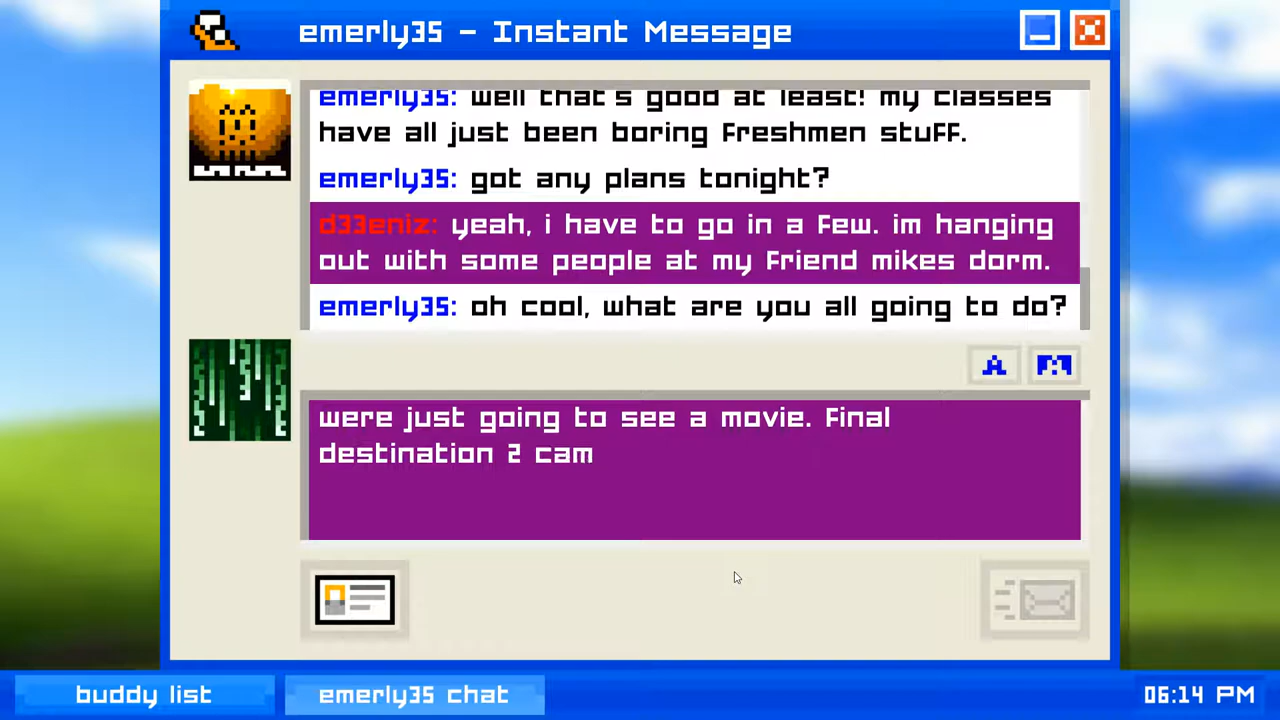 emerly35 - Instant Message
emerly35: well that's good at least! my classes
have all just been boring Freshmen stuFF.
emerly35: got any plans tonight?
d33eniz: yeah, i have to go in a Few. im hanging
out with some people at my Friend mikes dorm.
emerly35: oh cool, what are you all going to do?
A
were just going to see a movie. Final
destination 2 cam
buddy list
emerly35 chat
06:14 PM